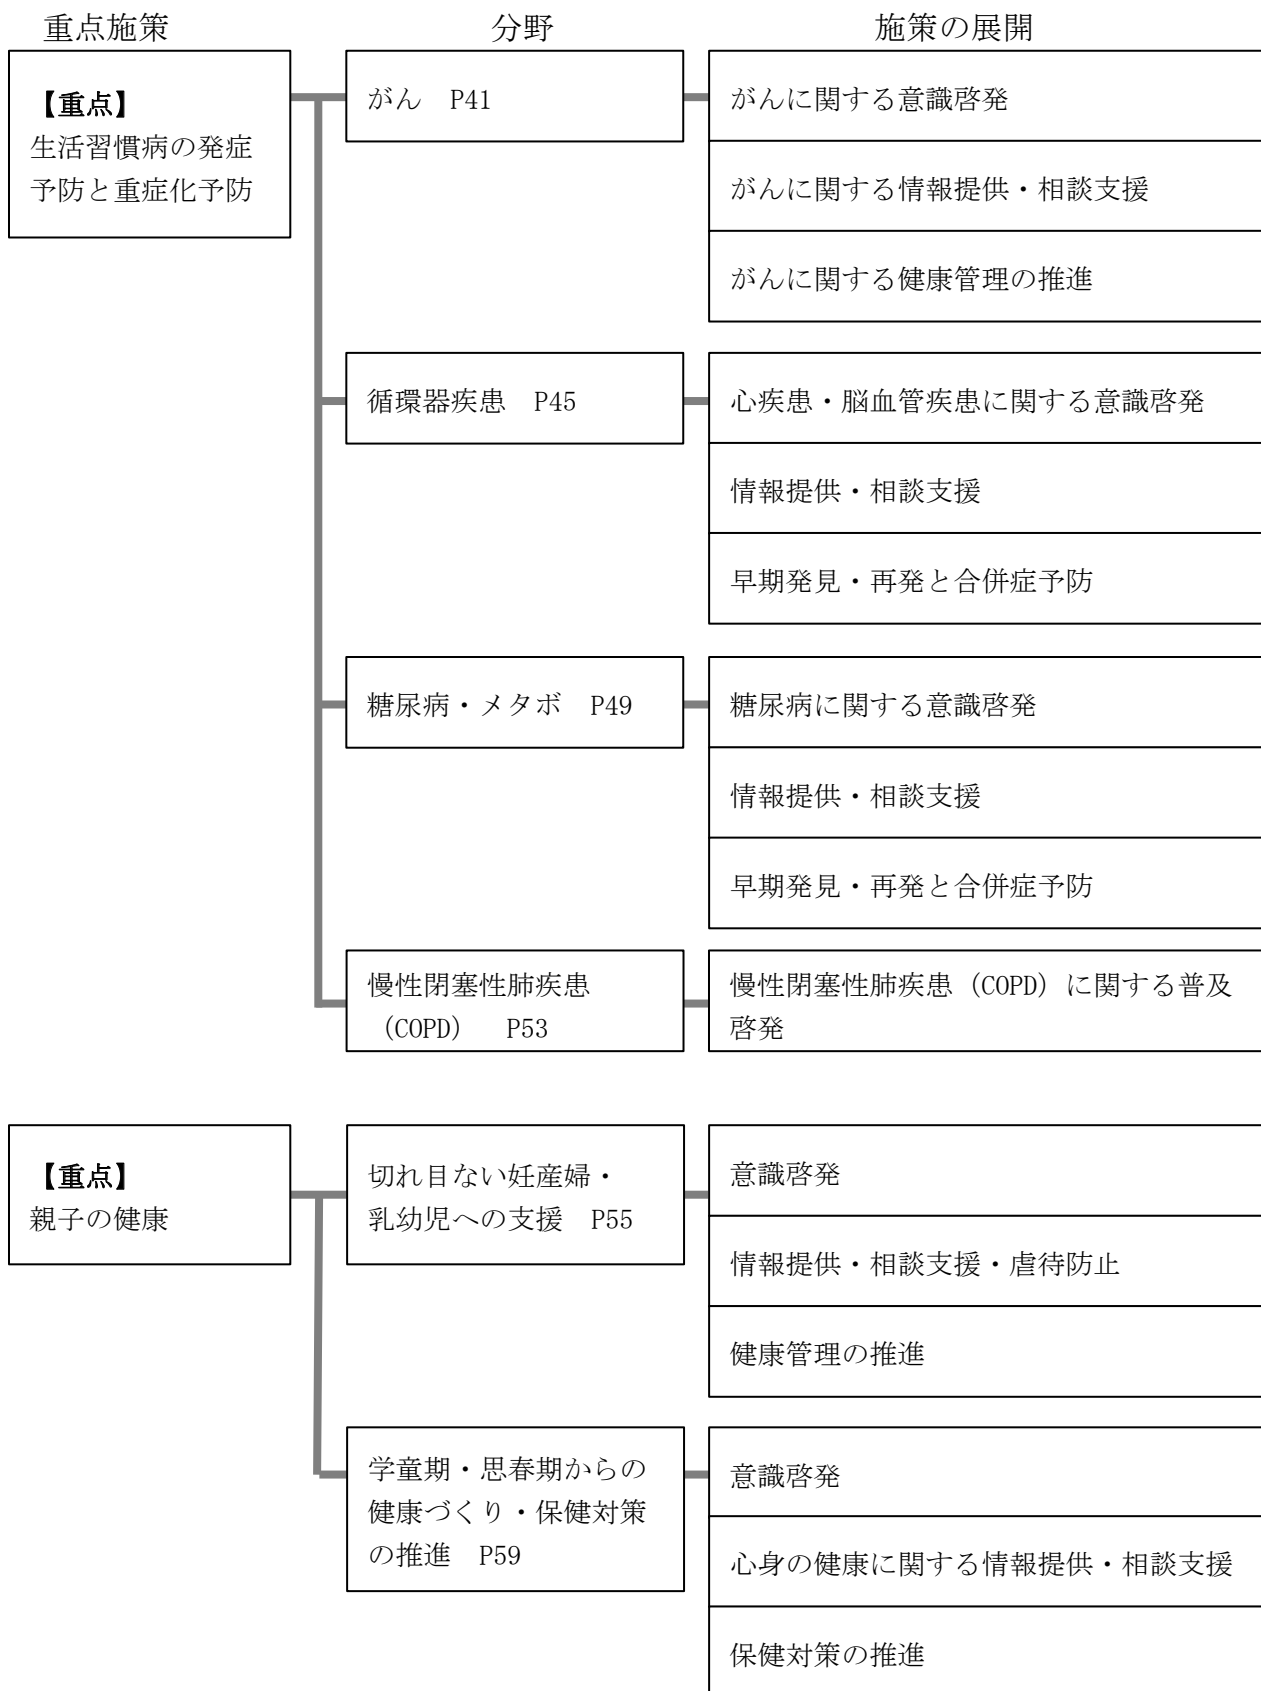 重点施策　分野　施策の展開
【重点】
生活習慣病の発症
予防と重症化予防
がん　P41
がんに関する意識啓発
がんに関する情報提供・相談支援
がんに関する健康管理の推進
循環器疾患　P45
心疾患・脳血管疾患に関する意識啓発
情報提供・相談支援
早期発見・再発と合併症予防
糖尿病・メタボ　P49
糖尿病に関する意識啓発
情報提供・相談支援
早期発見・再発と合併症予防
慢性閉塞性肺疾患
（COPD）　P53
慢性閉塞性肺疾患（COPD）に関する普及
啓発
【重点】
親子の健康
切れ目ない妊産婦・
乳幼児への支援　P55
意識啓発
情報提供・相談支援・虐待防止
健康管理の推進
学童期・思春期からの
健康づくり・保健対策
の推進　P59
意識啓発
心身の健康に関する情報提供・相談支援
保健対策の推進